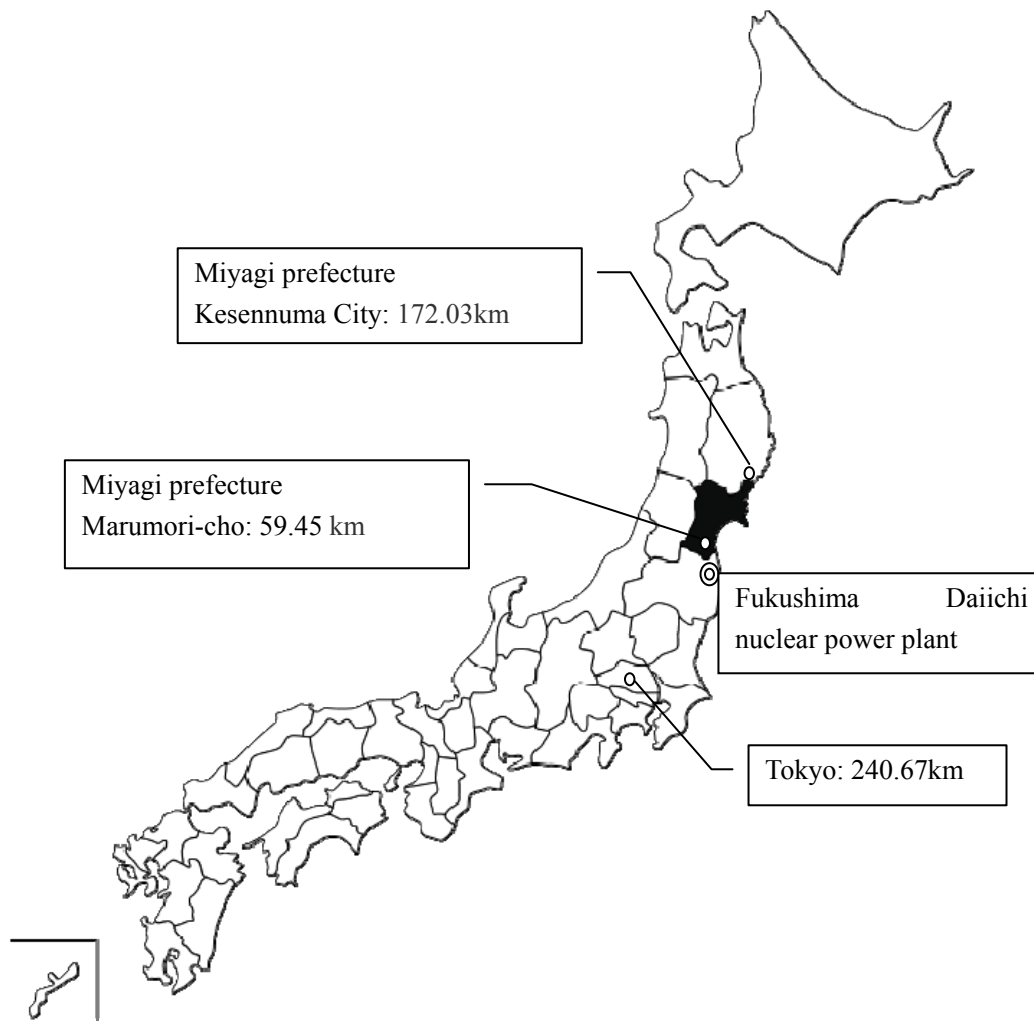 Miyagi prefecture
Kesennuma City: 172.03km
Miyagi prefecture
Marumori-cho: 59.45 km
Fukushima Daiichi
nuclear power plant
Tokyo: 240.67km